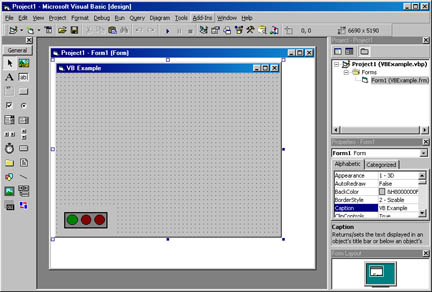 Project1 - Microsoft Visual Basic [design]
File Edit View Project Format Debug Run Query Diagram Tools Add-Ins Window Help
0, 0 6690 x 5190
General
A ab
Project1 - Form1 (Form)
VB Example
Project - Project1
Project1 (VBExample.vbp)
Forms
Form1 (VBExample.frm)
Properties - Form1
Form1 Form
Alphabetic Categorized
Appearance 1 - 3D
AutoRedraw False
BackColor &H8000000F
BorderStyle 2 - Sizable
Caption VB Example
ClipControls True
Caption
Returns/sets the text displayed in an
object's title bar or below an object's
Form Layout